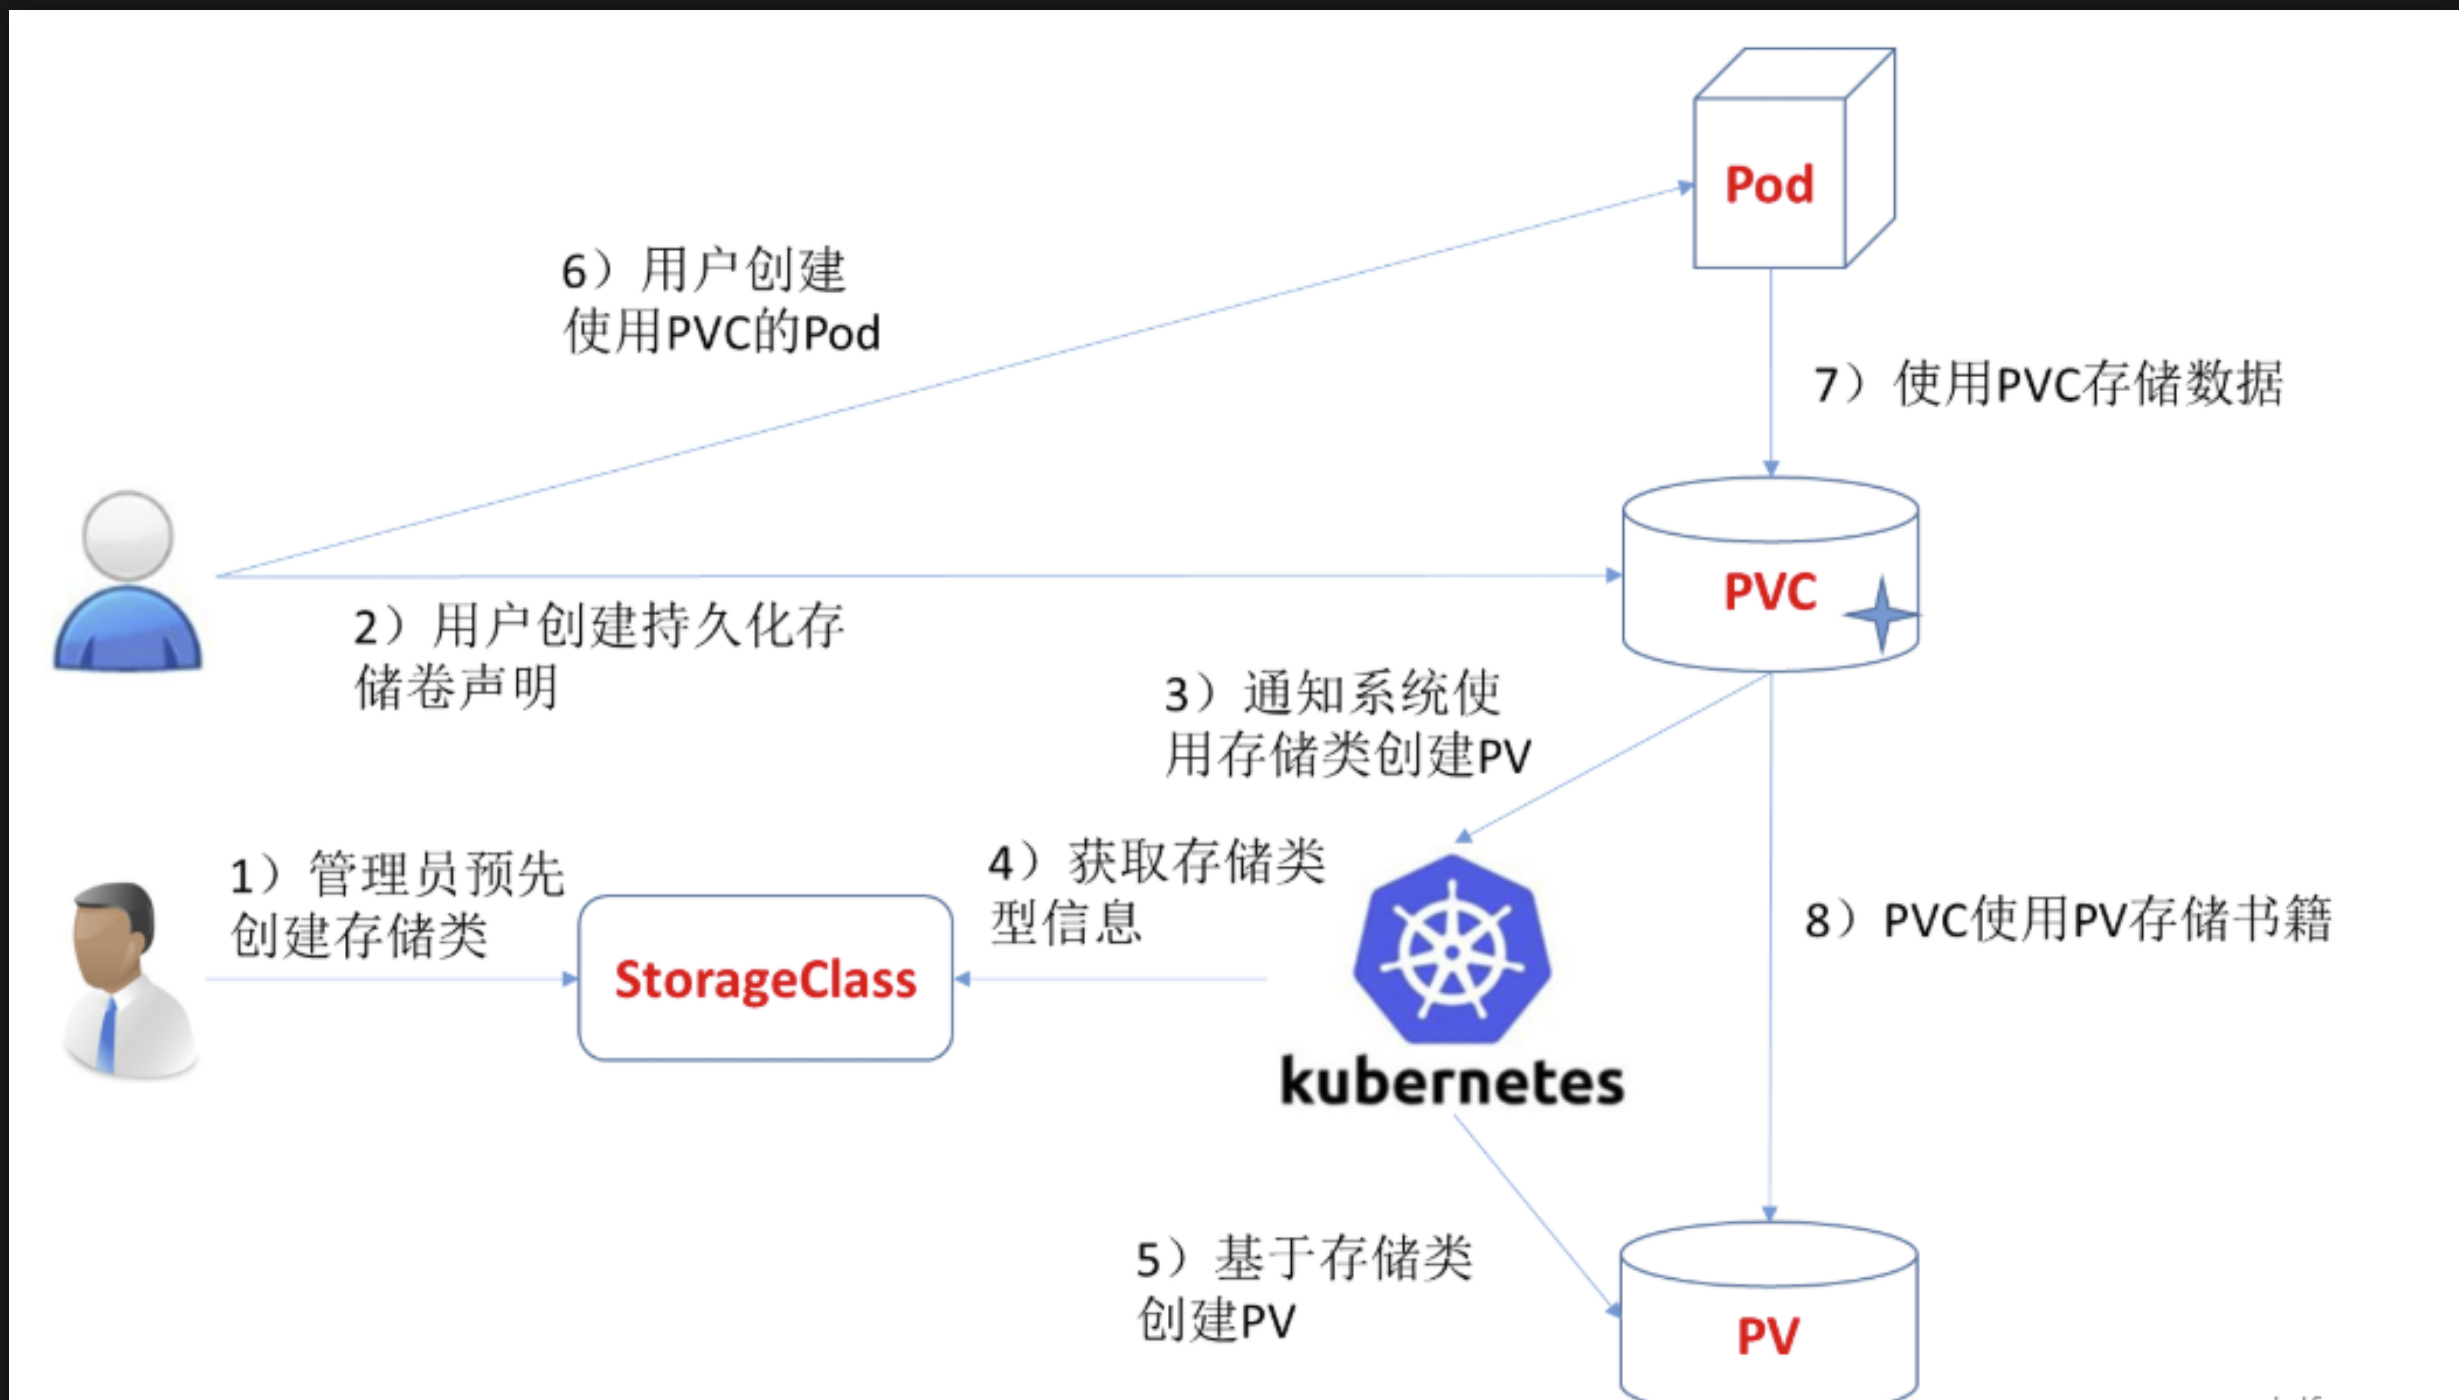 Pod
6）用户创建
使用PVC的Pod
7）使用PVC存储数据
PVC
2）用户创建持久化存
储卷声明
3）通知系统使
用存储类创建PV
1）管理员预先
创建存储类
4）获取存储类
型信息
StorageClass
8）PVC使用PV存储书籍
kubernetes
5）基于存储类
创建PV
PV